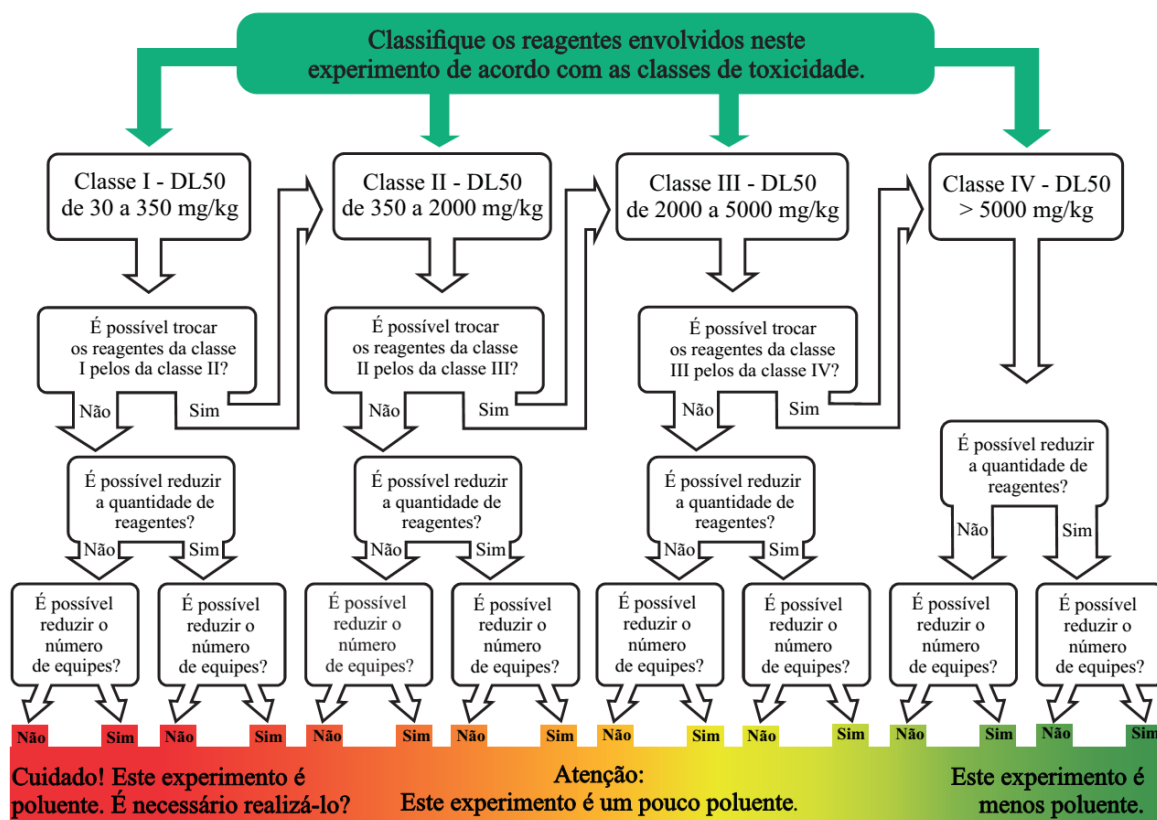 Classifique os reagentes envolvidos neste
experimento de acordo com as classes de toxicidade.
Classe I - DL50
de 30 a 350 mg/kg
Classe II - DL50
de 350 a 2000 mg/kg
Classe III - DL50
de 2000 a 5000 mg/kg
Classe IV - DL50
> 5000 mg/kg
É possível trocar
os reagentes da classe
I pelos da classe II?
Não
Sim
É possível trocar
os reagentes da classe
II pelos da classe III?
Não
Sim
É possível trocar
os reagentes da classe
III pelos da classe IV?
Não
Sim
É possível reduzir
a quantidade de
reagentes?
Não
Sim
É possível reduzir
a quantidade de
reagentes?
Não
Sim
É possível reduzir
a quantidade de
reagentes?
Não
Sim
É possível reduzir
a quantidade de
reagentes?
Não
Sim
É possível
reduzir o
número
de equipes?
É possível
reduzir o
número
de equipes?
É possível
reduzir o
número
de equipes?
É possível
reduzir o
número
de equipes?
É possível
reduzir o
número
de equipes?
É possível
reduzir o
número
de equipes?
É possível
reduzir o
número
de equipes?
É possível
reduzir o
número
de equipes?
Não Sim Não Sim Não Sim Não Sim Não Sim Não Sim Não Sim Não Sim
Cuidado! Este experimento é
poluente. É necessário realizá-lo?
Atenção:
Este experimento é um pouco poluente.
Este experimento é
menos poluente.